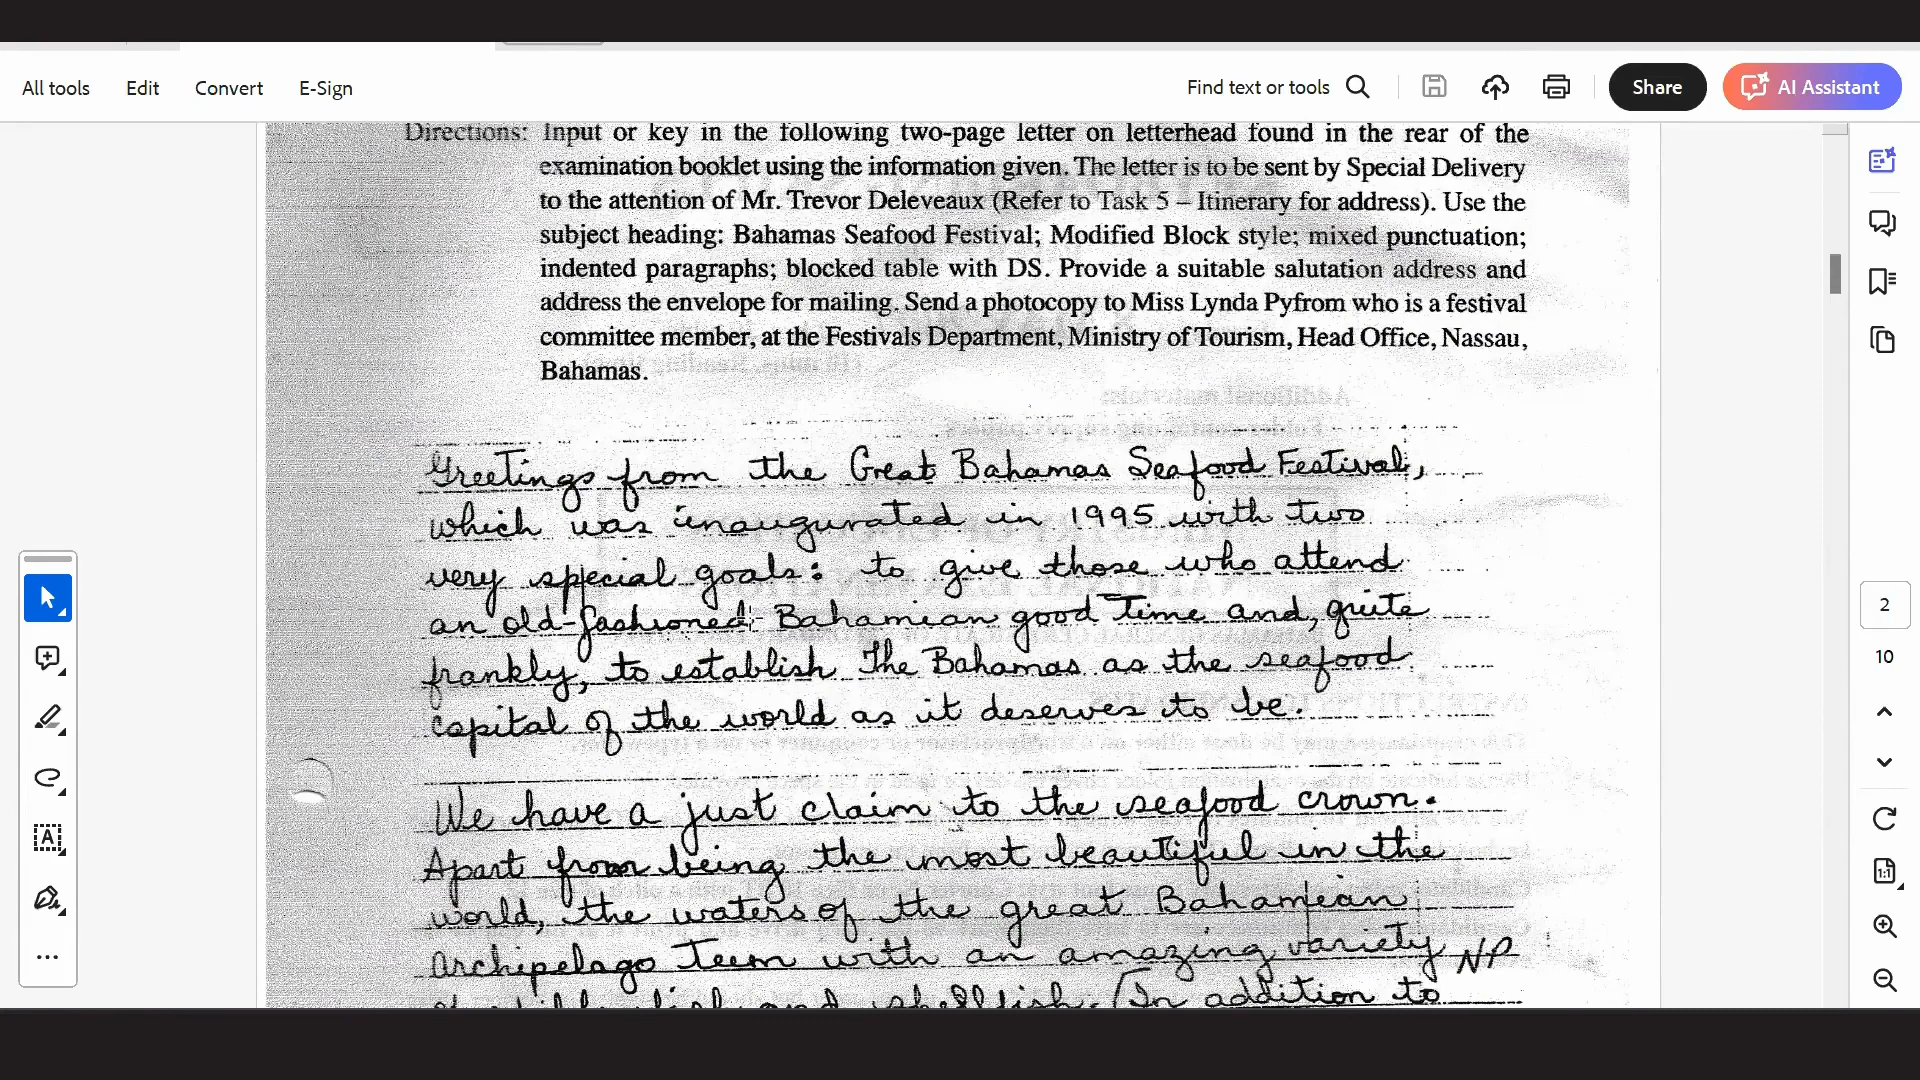 All tools Edit Convert E-Sign Find text or tools Share AI Assistant
Directions: Input or key in the following two-page letter on letterhead found in the rear of the
examination booklet using the information given. The letter is to be sent by Special Delivery
to the attention of Mr. Trevor Deleveaux (Refer to Task 5 – Itinerary for address). Use the
subject heading: Bahamas Seafood Festival; Modified Block style; mixed punctuation;
indented paragraphs; blocked table with DS. Provide a suitable salutation address and
address the envelope for mailing. Send a photocopy to Miss Lynda Pyfrom who is a festival
committee member, at the Festivals Department, Ministry of Tourism, Head Office, Nassau,
Bahamas.
Greetings from the Great Bahamas Seafood Festival,
which was inaugurated in 1995 with two
very special goals: to give those who attend
an old-fashioned Bahamian good time and, quite
frankly, to establish The Bahamas as the seafood
capital of the world as it deserves to be.
We have a just claim to the seafood crown.
Apart from being the most beautiful in the
world, the waters of the great Bahamian
archipelago teem with an amazing variety NP
and shellfish. In addition to
2
10